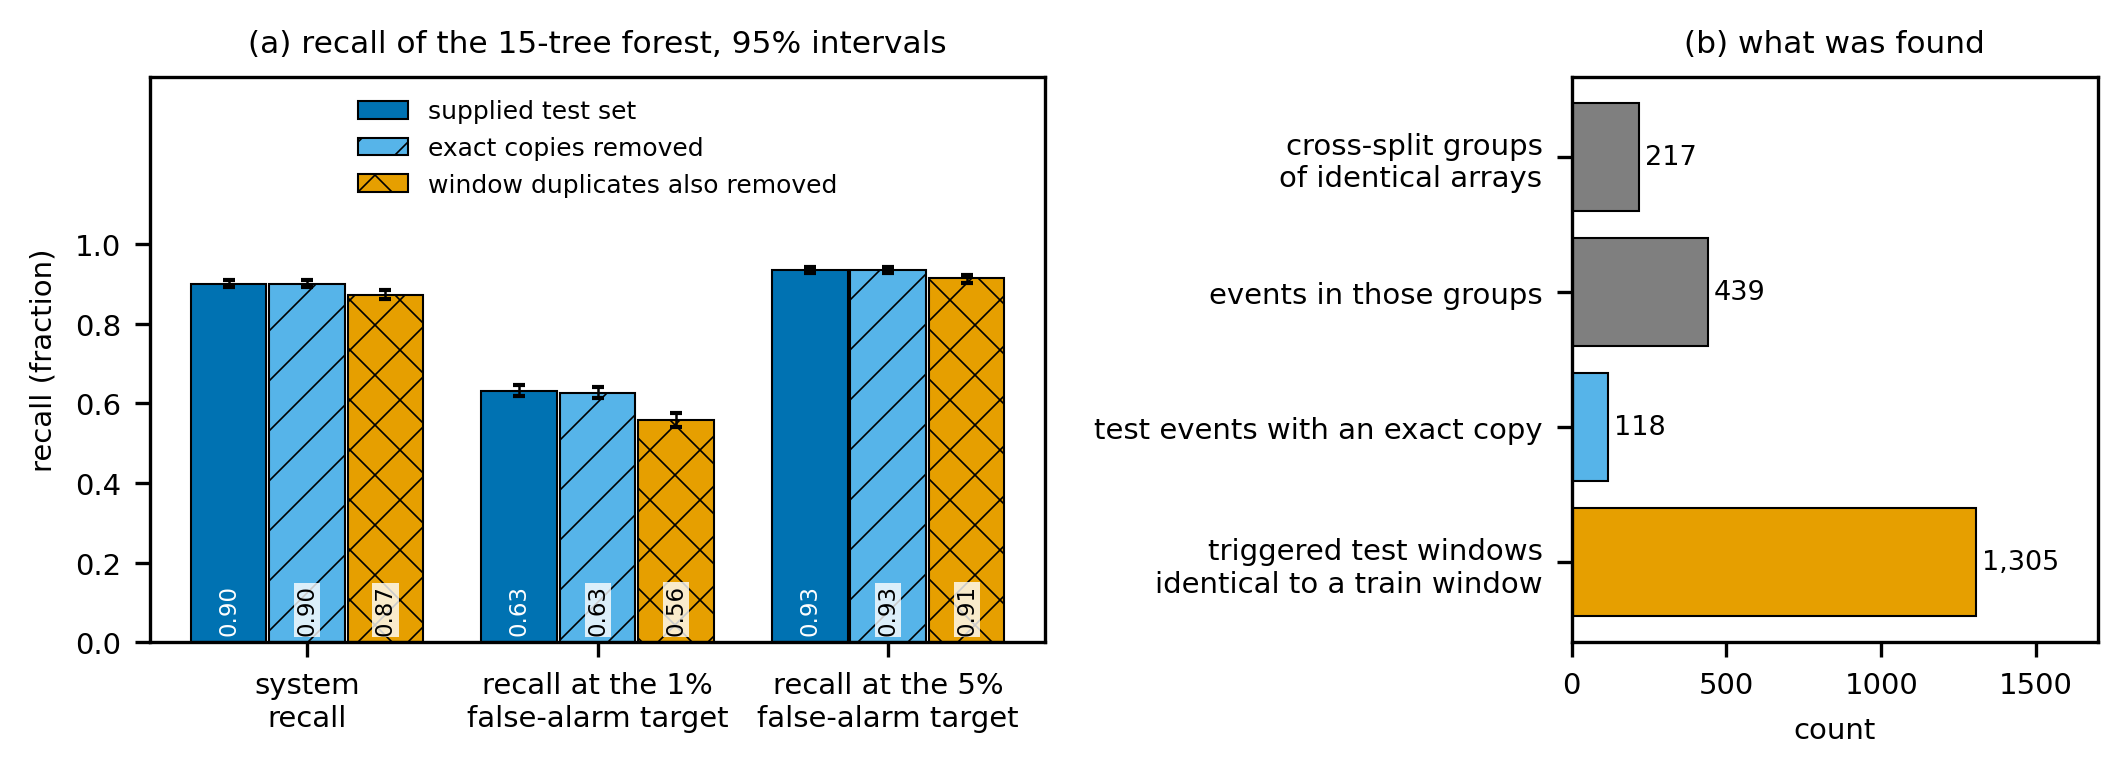 (a) recall of the 15-tree forest, 95% intervals
supplied test set
exact copies removed
window duplicates also removed
recall (fraction)
1.0
0.8
0.6
0.4
0.2
0.0
0.90
0.90
0.87
0.63
0.63
0.56
0.93
0.93
0.91
system
recall
recall at the 1%
false-alarm target
recall at the 5%
false-alarm target
(b) what was found
cross-split groups
of identical arrays
217
events in those groups
439
test events with an exact copy
118
triggered test windows
identical to a train window
1,305
0
500
1000
1500
count